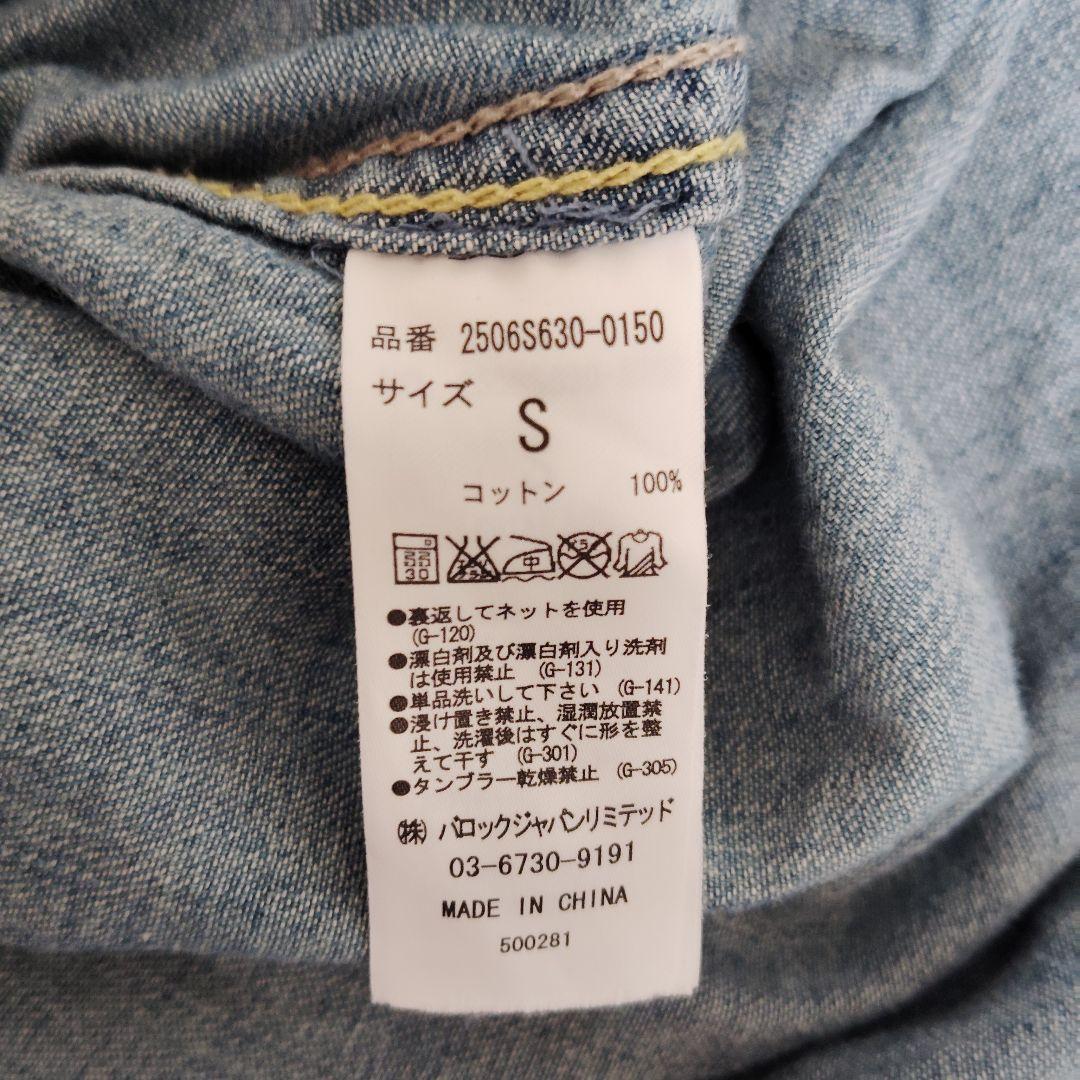 品番 2506S630-0150
サイズ
S
コットン 100%
30
中
●裏返してネットを使用
(G-120)
●漂白剤及び漂白剤入り洗剤
は使用禁止 (G-131)
●単品洗いして下さい (G-141)
●浸け置き禁止、湿潤放置禁
止、洗濯後はすぐに形を整
えて干す (G-301)
●タンブラー乾燥禁止 (G-305)
㈱ バロックジャパンリミテッド
03-6730-9191
MADE IN CHINA
500281